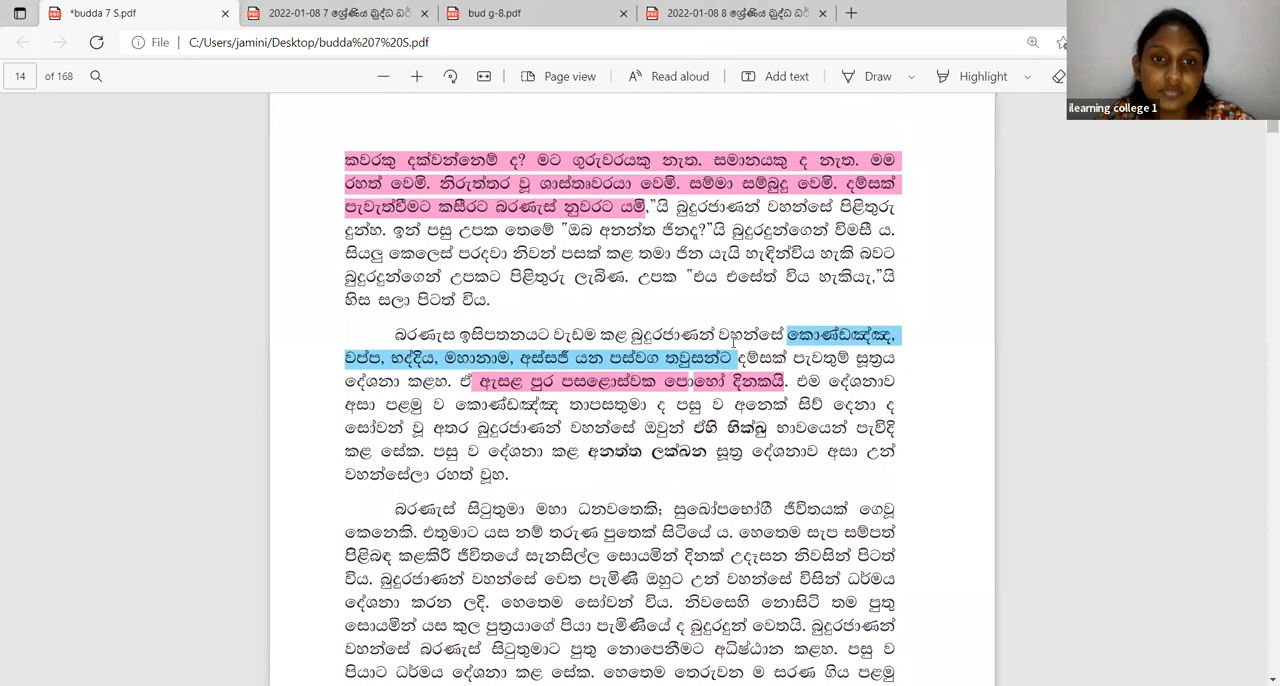 *budda 7 S.pdf
2022-01-08 7 ශ්‍රේණිය බුද්ධ ධර්
bud g-8.pdf
2022-01-08 8 ශ්‍රේණිය බුද්ධ ධර්
File
C:/Users/jamini/Desktop/budda%207%20S.pdf
14 of 168
Page view
Read aloud
Add text
Draw
Highlight
ilearning college 1
කවරකු දක්වන්නෙම් ද? මට ගුරුවරයකු නැත. සමානයකු ද නැත. මම
රහත් වෙමි. නිරුත්තර වූ ශාස්තෘවරයා වෙමි. සම්මා සම්බුදු වෙමි. දම්සක්
පැවැත්වීමට කසීරට බරණැස් නුවරට යමි,”යි බුදුරජාණන් වහන්සේ පිළිතුරු
දුන්හ. ඉන් පසු උපක තෙමේ “ඔබ අනන්ත ජිනද?”යි බුදුරදුන්ගෙන් විමසී ය.
සියලු කෙලෙස් පරදවා නිවන් පසක් කළ තමා ජින යැයි හැඳින්විය හැකි බවට
බුදුරදුන්ගෙන් උපකට පිළිතුරු ලැබිණ. උපක “එය එසේත් විය හැකියැ,”යි
හිස සලා පිටත් විය.
බරණැස ඉසිපතනයට වැඩම කළ බුදුරජාණන් වහන්සේ කොණ්ඩඤ්ඤ,
වප්ප, භද්දිය, මහානාම, අස්සජි යන පස්වග තවුසන්ට දම්සක් පැවතුම් සූත්‍රය
දේශනා කළහ. ඒ ඇසළ පුර පසළොස්වක පොහෝ දිනකයි. එම දේශනාව
අසා පළමු ව කොණ්ඩඤ්ඤ තාපසතුමා ද පසු ව අනෙක් සිව් දෙනා ද
සෝවන් වූ අතර බුදුරජාණන් වහන්සේ ඔවුන් ඒහි භික්ඛු භාවයෙන් පැවිදි
කළ සේක. පසු ව දේශනා කළ අනත්ත ලක්ඛන සූත්‍ර දේශනාව අසා උන්
වහන්සේලා රහත් වූහ.
බරණැස් සිටුතුමා මහා ධනවතෙකි; සුඛෝපභෝගී ජීවිතයක් ගෙවූ
කෙනෙකි. එතුමාට යස නම් තරුණ පුතෙක් සිටියේ ය. හෙතෙම සැප සම්පත්
පිළිබඳ කළකිරී ජීවිතයේ සැනසිල්ල සොයමින් දිනක් උදෑසන නිවසින් පිටත්
විය. බුදුරජාණන් වහන්සේ වෙත පැමිණි ඔහුට උන් වහන්සේ විසින් ධර්මය
දේශනා කරන ලදි. හෙතෙම සෝවන් විය. නිවසෙහි නොසිටි තම පුතු
සොයමින් යස කුල පුත්‍රයාගේ පියා පැමිණියේ ද බුදුරදුන් වෙතයි. බුදුරජාණන්
වහන්සේ බරණැස් සිටුතුමාට පුතු නොපෙනීමට අධිෂ්ඨාන කළහ. පසු ව
පියාට ධර්මය දේශනා කළ සේක. හෙතෙම තෙරුවන ම සරණ ගිය පළමු